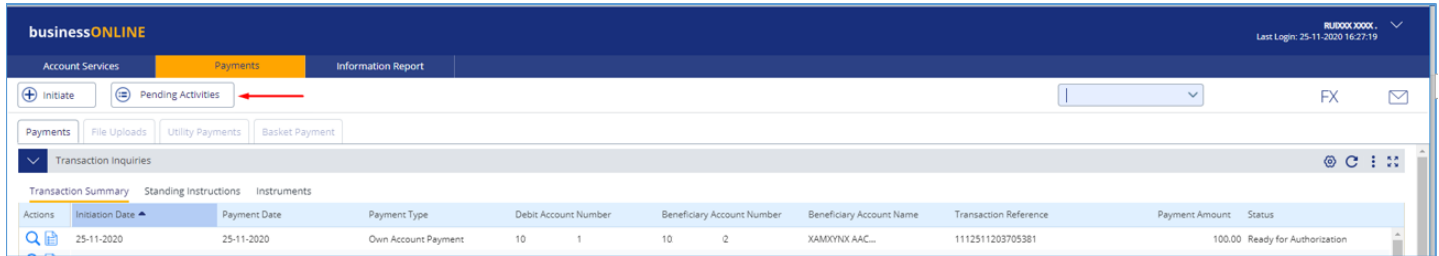 businessONLINE
RUDXXX XXXX.
Last Login: 25-11-2020 16:27:19
Account Services Payments Information Report
Initiate Pending Activities FX
Payments File Uploads Utility Payments Basket Payment
Transaction Inquiries
Transaction Summary Standing Instructions Instruments
Actions Initiation Date Payment Date Payment Type Debit Account Number Beneficiary Account Number Beneficiary Account Name Transaction Reference Payment Amount Status
25-11-2020 25-11-2020 Own Account Payment 10 1 10 2 XAMXYNX AAC... 1112511203705381 100.00 Ready for Authorization